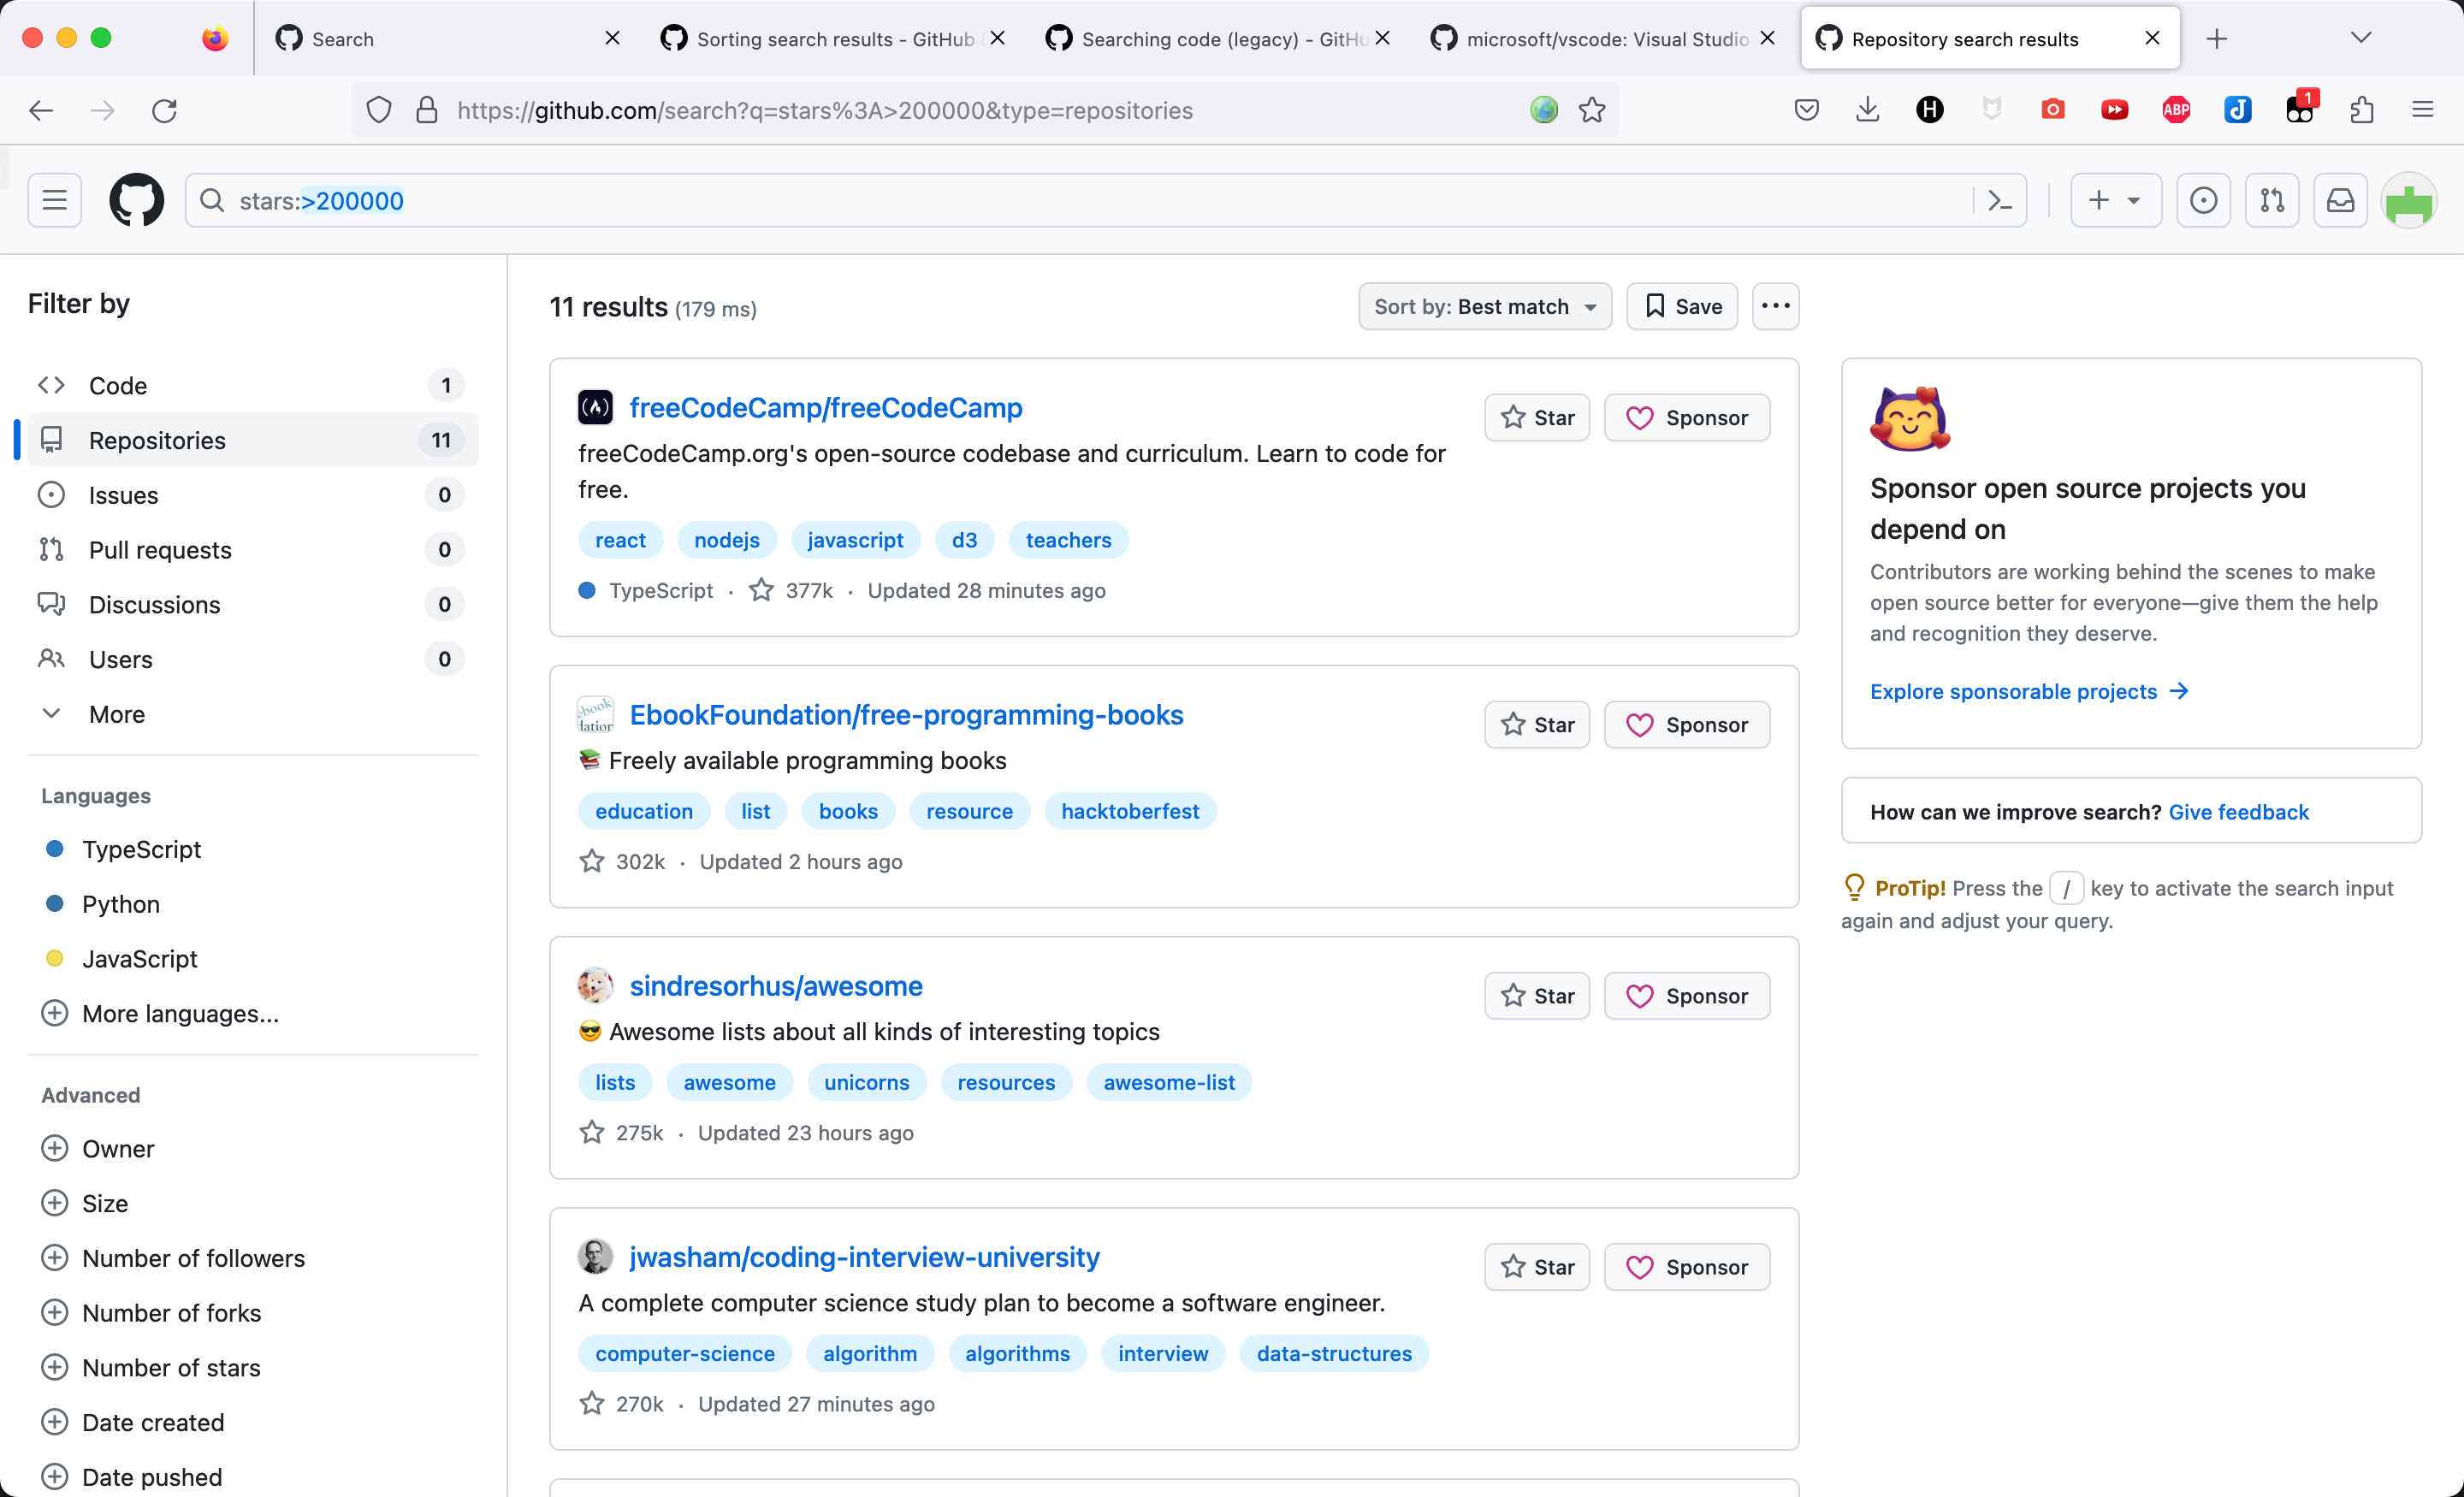 Search
Sorting search results - GitHub
Searching code (legacy) - GitHu
microsoft/vscode: Visual Studio
Repository search results
https://github.com/search?q=stars%3A>200000&type=repositories
H
ABP
1
stars:>200000
Filter by
Code 1
Repositories 11
Issues 0
Pull requests 0
Discussions 0
Users 0
More
Languages
TypeScript
Python
JavaScript
More languages...
Advanced
Owner
Size
Number of followers
Number of forks
Number of stars
Date created
Date pushed
11 results (179 ms)
Sort by: Best match
Save
freeCodeCamp/freeCodeCamp
Star
Sponsor
freeCodeCamp.org's open-source codebase and curriculum. Learn to code for
free.
react nodejs javascript d3 teachers
TypeScript · 377k · Updated 28 minutes ago
EbookFoundation/free-programming-books
Star
Sponsor
📚 Freely available programming books
education list books resource hacktoberfest
302k · Updated 2 hours ago
sindresorhus/awesome
Star
Sponsor
😎 Awesome lists about all kinds of interesting topics
lists awesome unicorns resources awesome-list
275k · Updated 23 hours ago
jwasham/coding-interview-university
Star
Sponsor
A complete computer science study plan to become a software engineer.
computer-science algorithm algorithms interview data-structures
270k · Updated 27 minutes ago
Sponsor open source projects you
depend on
Contributors are working behind the scenes to make
open source better for everyone—give them the help
and recognition they deserve.
Explore sponsorable projects →
How can we improve search? Give feedback
ProTip! Press the / key to activate the search input
again and adjust your query.